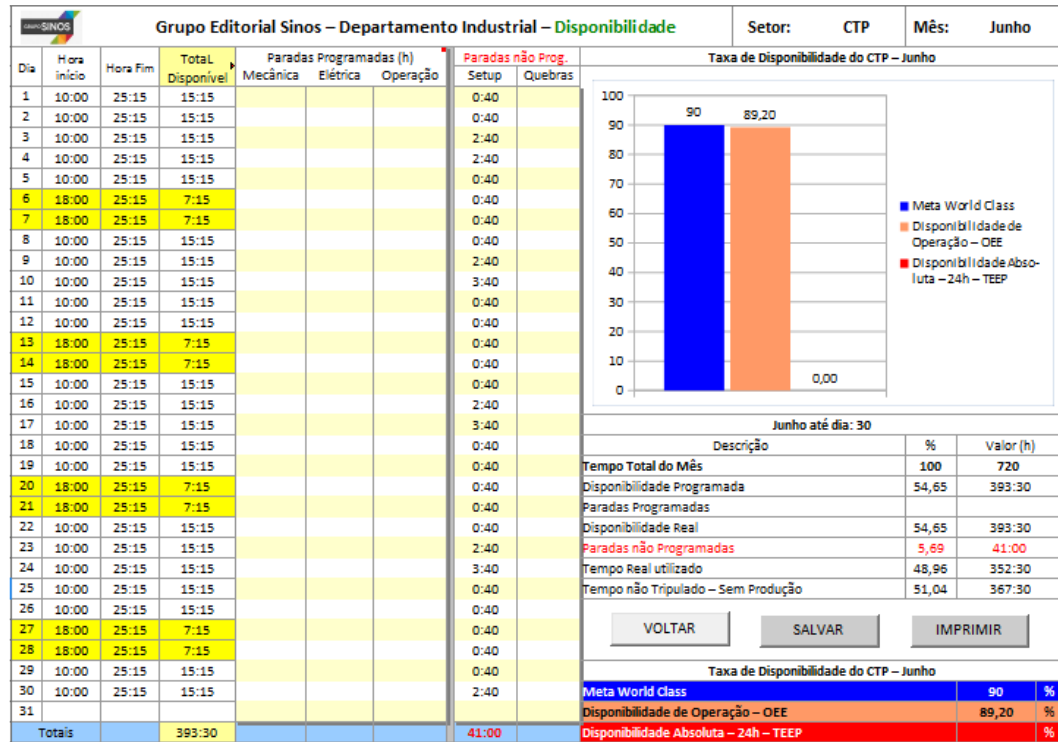 GRUPO SINOS Grupo Editorial Sinos – Departamento Industrial – Disponibilidade Setor: CTP Mês: Junho
Dia Hora início Hora Fim Total Disponível Paradas Programadas (h) Paradas não Prog.
Mecânica Elétrica Operação Setup Quebras
1 10:00 25:15 15:15 0:40
2 10:00 25:15 15:15 0:40
3 10:00 25:15 15:15 2:40
4 10:00 25:15 15:15 2:40
5 10:00 25:15 15:15 0:40
6 18:00 25:15 7:15 0:40
7 18:00 25:15 7:15 0:40
8 10:00 25:15 15:15 0:40
9 10:00 25:15 15:15 2:40
10 10:00 25:15 15:15 3:40
11 10:00 25:15 15:15 0:40
12 10:00 25:15 15:15 0:40
13 18:00 25:15 7:15 0:40
14 18:00 25:15 7:15 0:40
15 10:00 25:15 15:15 0:40
16 10:00 25:15 15:15 2:40
17 10:00 25:15 15:15 3:40
18 10:00 25:15 15:15 0:40
19 10:00 25:15 15:15 0:40
20 18:00 25:15 7:15 0:40
21 18:00 25:15 7:15 0:40
22 10:00 25:15 15:15 0:40
23 10:00 25:15 15:15 2:40
24 10:00 25:15 15:15 3:40
25 10:00 25:15 15:15 0:40
26 10:00 25:15 15:15 0:40
27 18:00 25:15 7:15 0:40
28 18:00 25:15 7:15 0:40
29 10:00 25:15 15:15 0:40
30 10:00 25:15 15:15 2:40
31
Totais 393:30 41:00
Taxa de Disponibilidade do CTP – Junho
100
90
80
70
60
50
40
30
20
10
0
90
89,20
0,00
Meta World Class
Disponibilidade de
Operação – OEE
Disponibilidade Abso-
luta – 24h – TEEP
Junho até dia: 30
Descrição % Valor (h)
Tempo Total do Mês 100 720
Disponibilidade Programada 54,65 393:30
Paradas Programadas
Disponibilidade Real 54,65 393:30
Paradas não Programadas 5,69 41:00
Tempo Real utilizado 48,96 352:30
Tempo não Tripulado – Sem Produção 51,04 367:30
VOLTAR SALVAR IMPRIMIR
Taxa de Disponibilidade do CTP – Junho
Meta World Class 90 %
Disponibilidade de Operação – OEE 89,20 %
Disponibilidade Absoluta – 24h – TEEP %